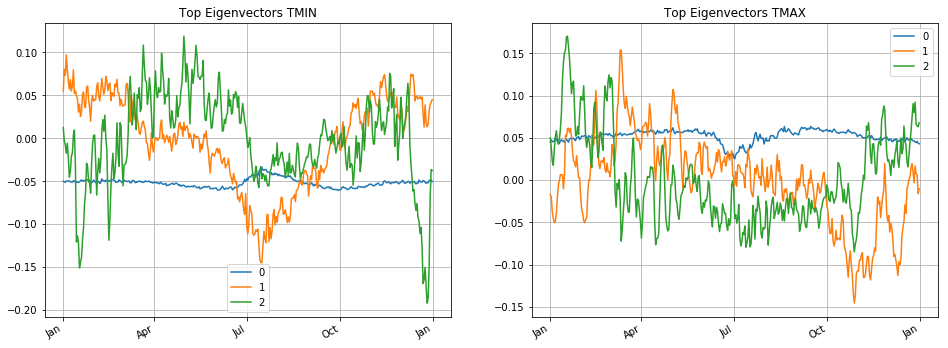 Top Eigenvectors TMIN
0.10
0.05
0.00
−0.05
−0.10
−0.15
−0.20
Jan
Apr
Jul
Oct
Jan
0
1
2
Top Eigenvectors TMAX
0.15
0.10
0.05
0.00
−0.05
−0.10
−0.15
Jan
Apr
Jul
Oct
Jan
0
1
2